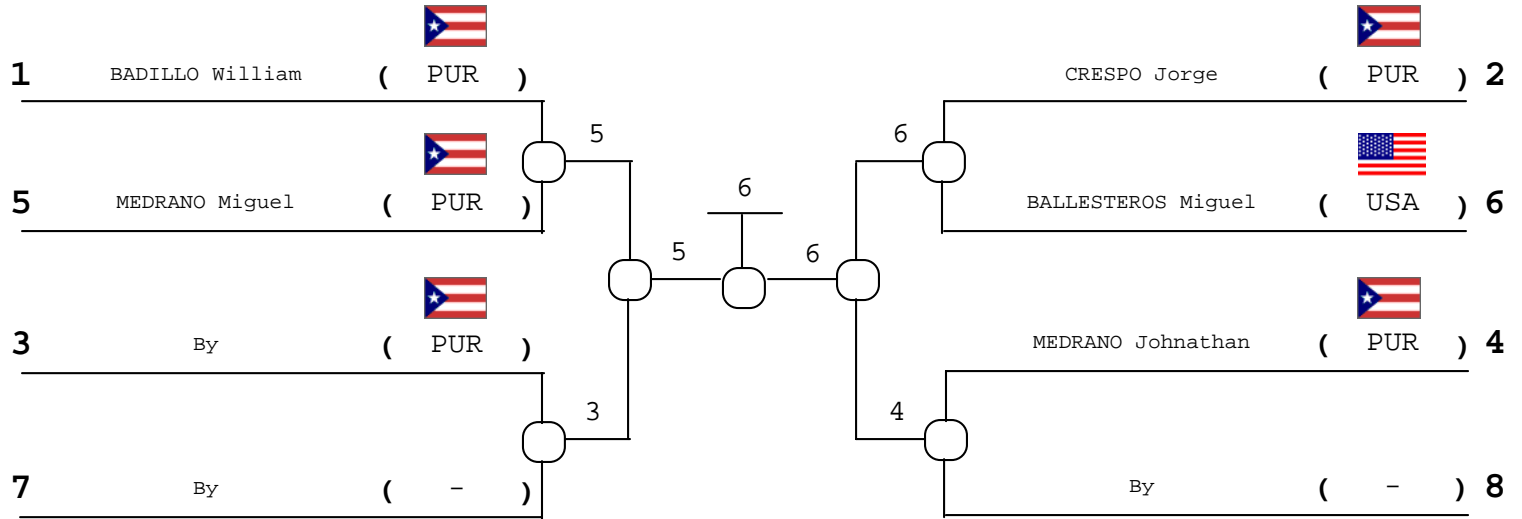 1 BADILLO William ( PUR )
5
5 MEDRANO Miguel ( PUR )
5
3 By ( PUR )
3
7 By ( – )
6
CRESPO Jorge ( PUR ) 2
6
BALLESTEROS Miguel ( USA ) 6
6
MEDRANO Johnathan ( PUR ) 4
4
By ( – ) 8